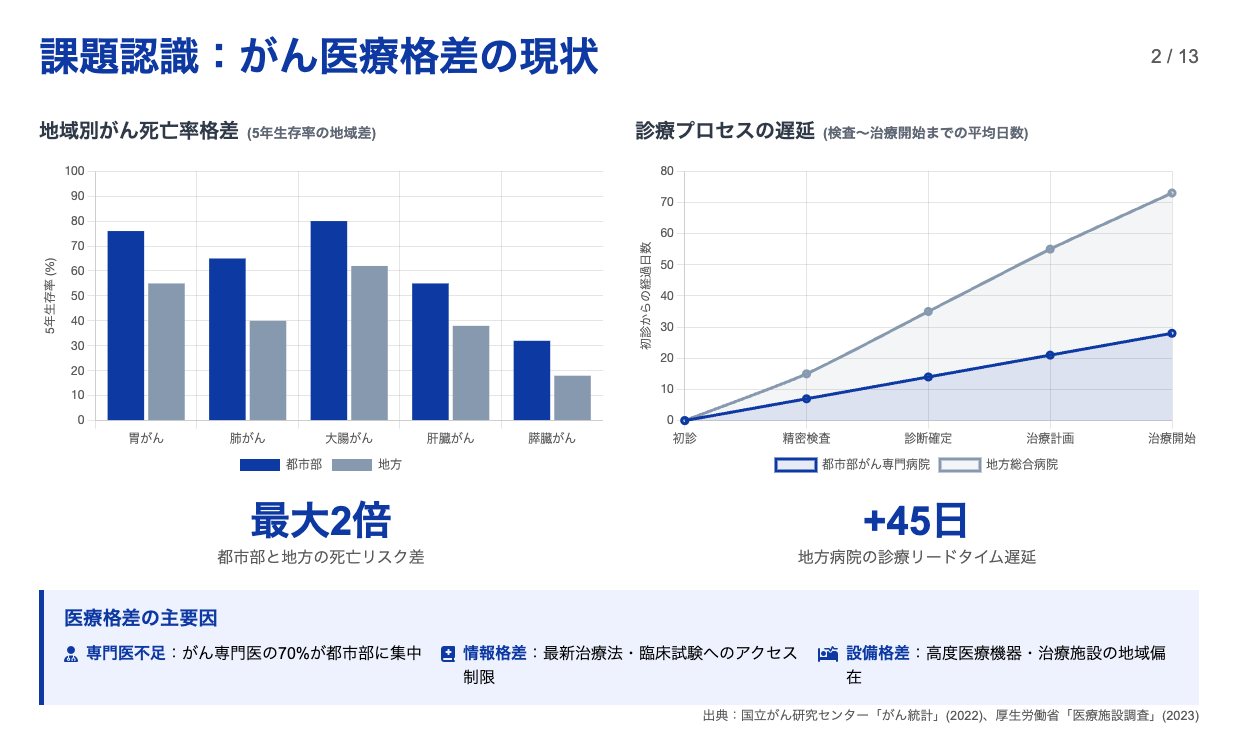 課題認識：がん医療格差の現状
2 / 13
地域別がん死亡率格差 (5年生存率の地域差)
100
90
80
70
60
50
40
30
20
10
0
5年生存率 (%)
胃がん
肺がん
大腸がん
肝臓がん
膵臓がん
都市部
地方
最大2倍
都市部と地方の死亡リスク差
診療プロセスの遅延 (検査〜治療開始までの平均日数)
80
70
60
50
40
30
20
10
0
初診からの経過日数
初診
精密検査
診断確定
治療計画
治療開始
都市部がん専門病院
地方総合病院
+45日
地方病院の診療リードタイム遅延
医療格差の主要因
専門医不足：がん専門医の70%が都市部に集中
情報格差：最新治療法・臨床試験へのアクセス
制限
設備格差：高度医療機器・治療施設の地域偏
在
出典：国立がん研究センター「がん統計」(2022)、厚生労働省「医療施設調査」(2023)